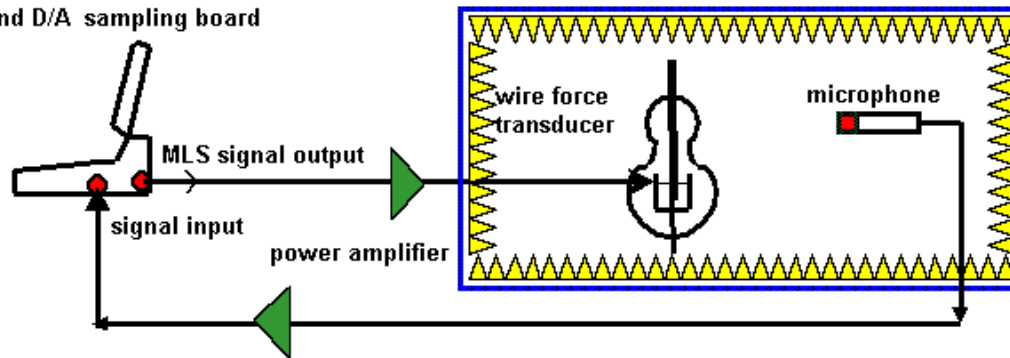 nd D/A sampling board
wire force
transducer
microphone
MLS signal output
signal input
power amplifier